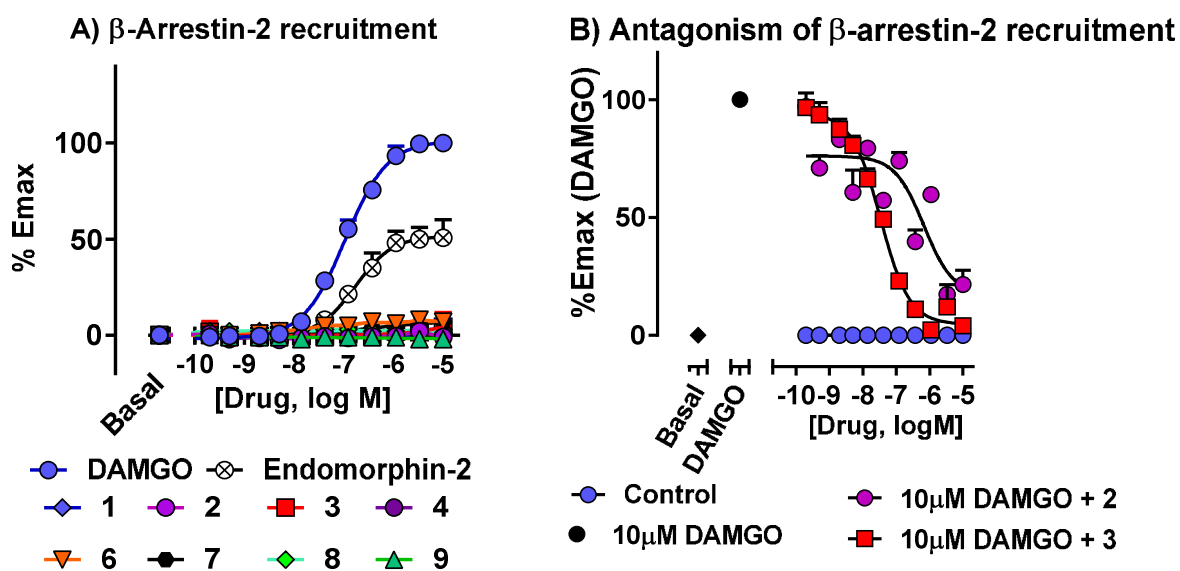 A) β-Arrestin-2 recruitment
% Emax
100
50
0
Basal
-10 -9 -8 -7 -6 -5
[Drug, log M]
DAMGO Endomorphin-2
1 2 3 4
6 7 8 9
B) Antagonism of β-arrestin-2 recruitment
%Emax (DAMGO)
100
50
0
Basal
DAMGO
-10 -9 -8 -7 -6 -5
[Drug, logM]
Control
10μM DAMGO
10μM DAMGO + 2
10μM DAMGO + 3